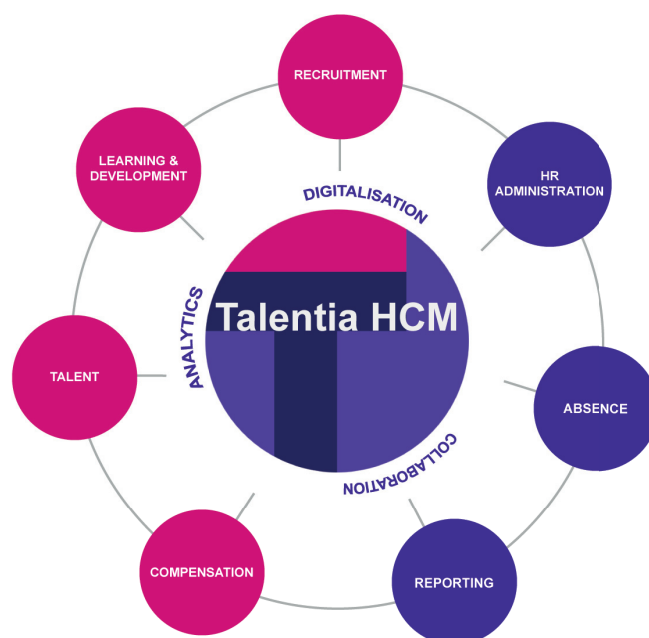 RECRUITMENT
LEARNING &
DEVELOPMENT
HR
ADMINISTRATION
DIGITALISATION
ANALYTICS
Talentia HCM
TALENT
ABSENCE
COLLABORATION
COMPENSATION
REPORTING